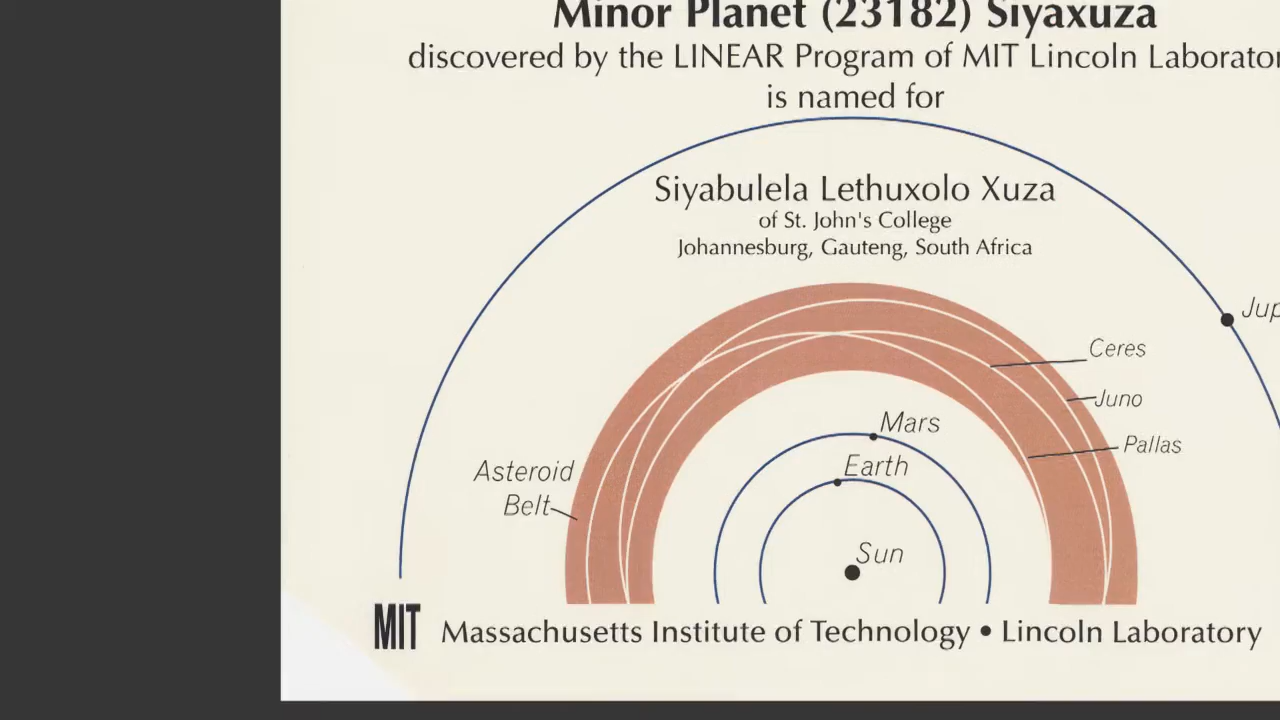 Minor Planet (23182) Siyaxuza
discovered by the LINEAR Program of MIT Lincoln
is named for
Siyabulela Lethuxolo Xuza
of St. John's College
Johannesburg, Gauteng, South Africa
Ceres
Juno
Mars
Pallas
Earth
Asteroid
Belt
Sun
MIT Massachusetts Institute of Technology • Lincoln Laboratory